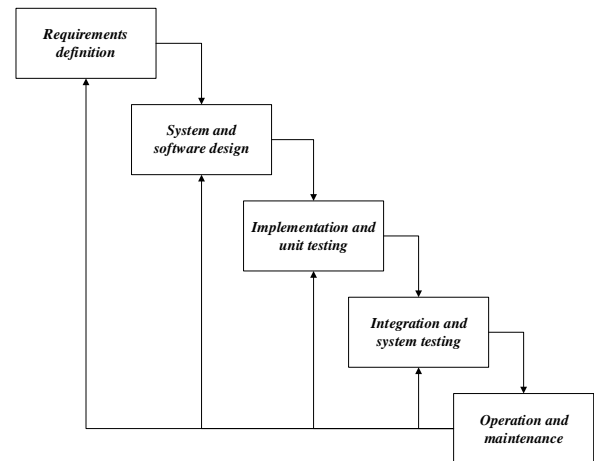 Requirements
definition
System and
software design
Implementation and
unit testing
Integration and
system testing
Operation and
maintenance